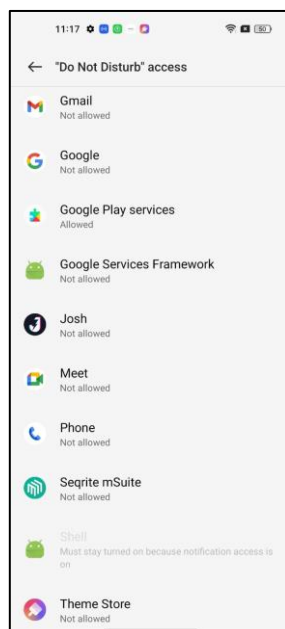 11:17
50
"Do Not Disturb" access
Gmail
Not allowed
Google
Not allowed
Google Play services
Allowed
Google Services Framework
Not allowed
Josh
Not allowed
Meet
Not allowed
Phone
Not allowed
Seqrite mSuite
Not allowed
Shell
Must stay turned on because notification access is
on
Theme Store
Not allowed